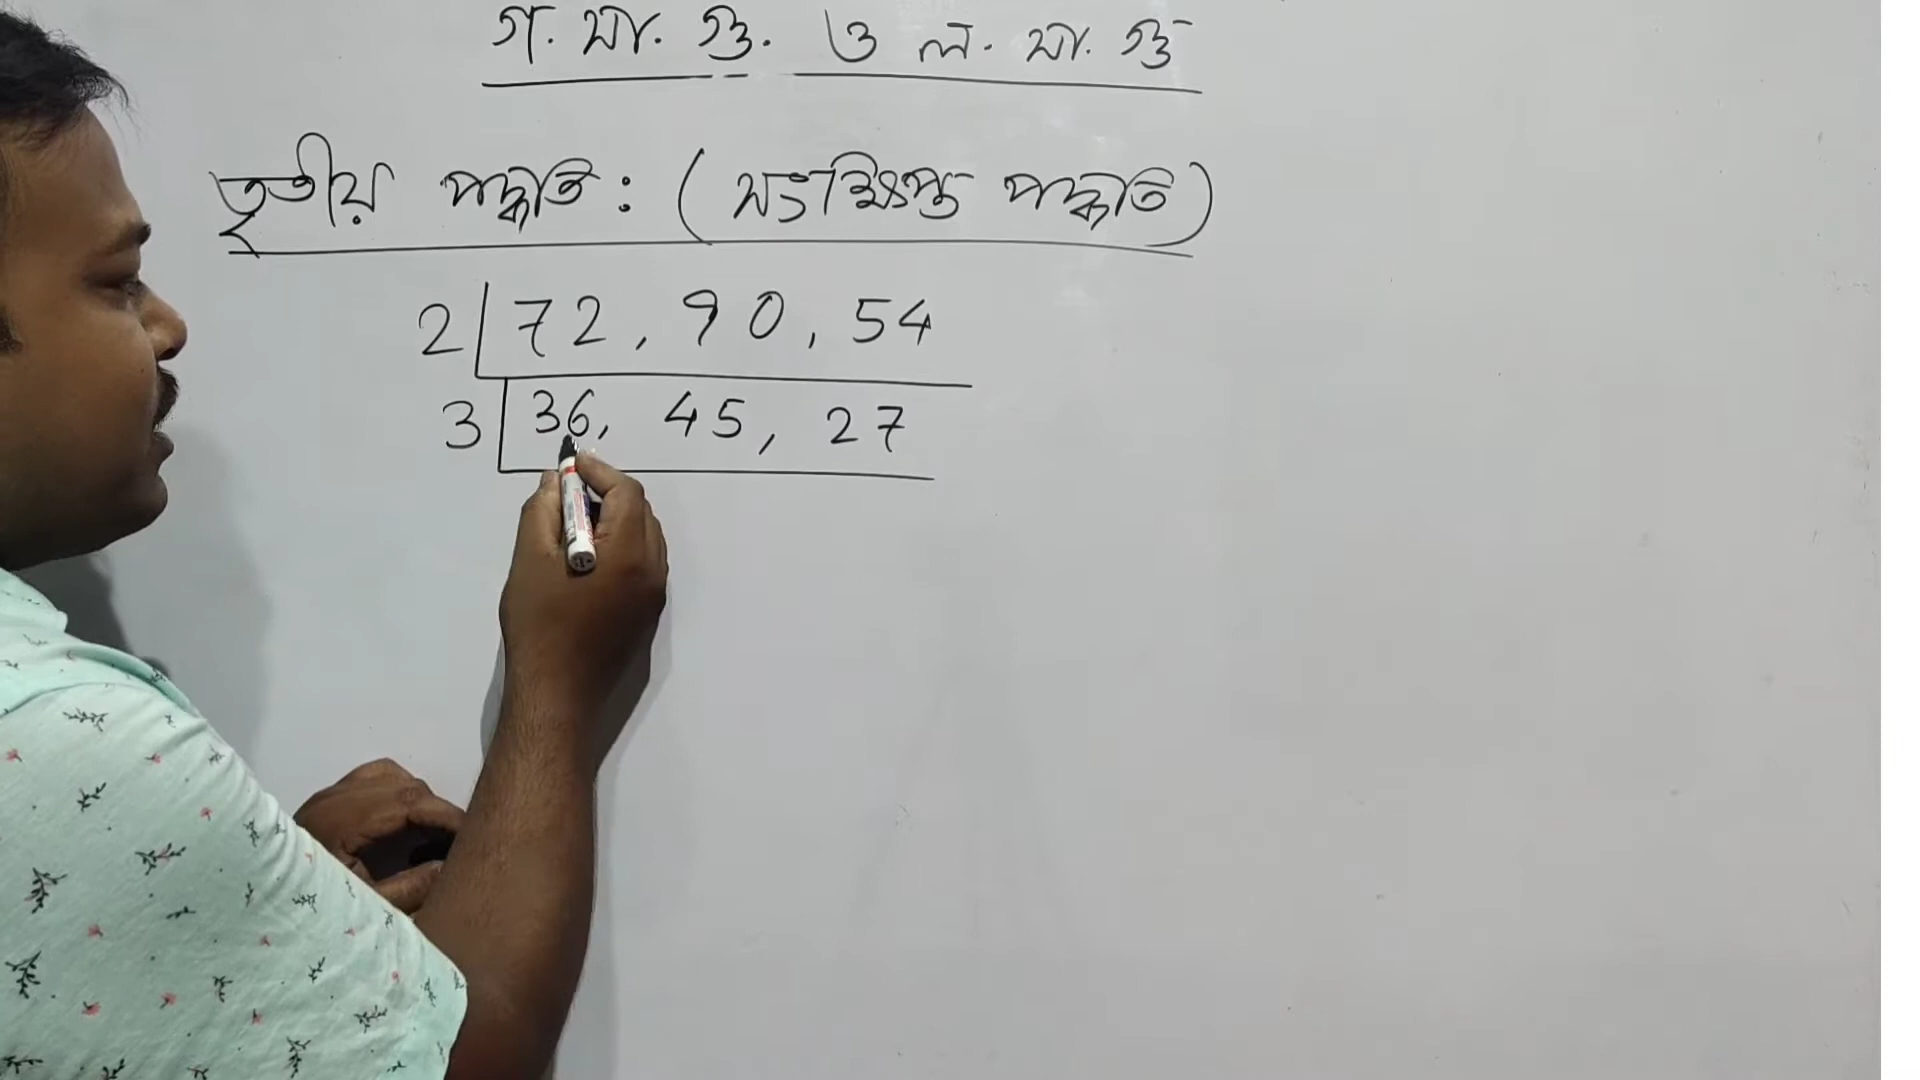 গ. সা. গু. ও ল. সা. গু
তৃতীয় পদ্ধতি : (সংক্ষিপ্ত পদ্ধতি)
2 72, 90, 54
3 36, 45, 27